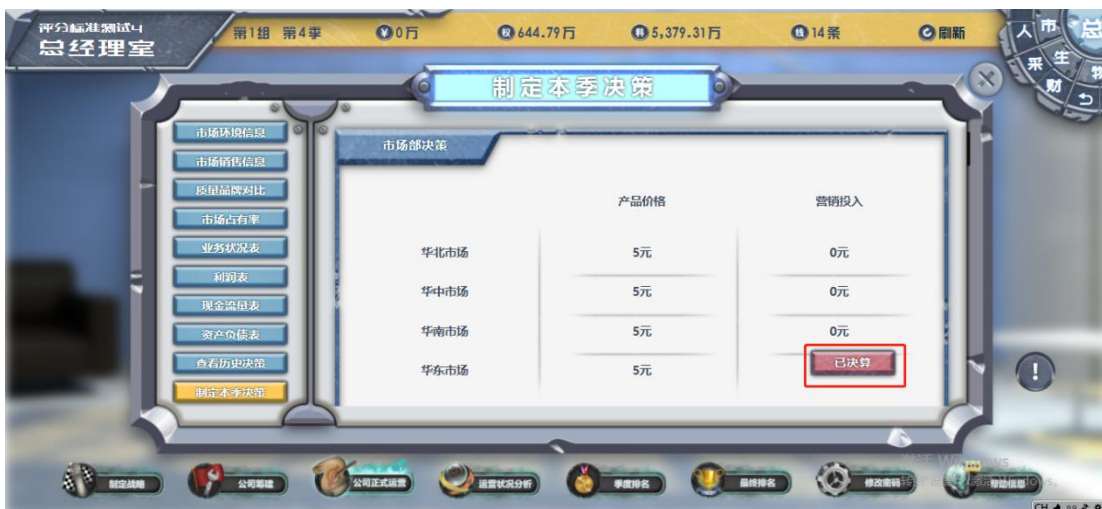 评分标准测试4
总经理室
第1组 第4季
¥ 0万
权 644.79万
5,379.31万
线 14条
刷新
人
市
总
采
生
物
财
制定本季决策
市场环境信息
市场销售信息
质量品牌对比
市场占有率
业务状况表
利润表
现金流量表
资产负债表
查看历史决策
制定本季决策
市场部决策
产品价格 营销投入
华北市场 5元 0元
华中市场 5元 0元
华南市场 5元 0元
华东市场 5元
已决算
!
制定战略
公司筹建
公司正式运营
运营状况分析
季度排名
最终排名
修改密码
帮助信息
CH